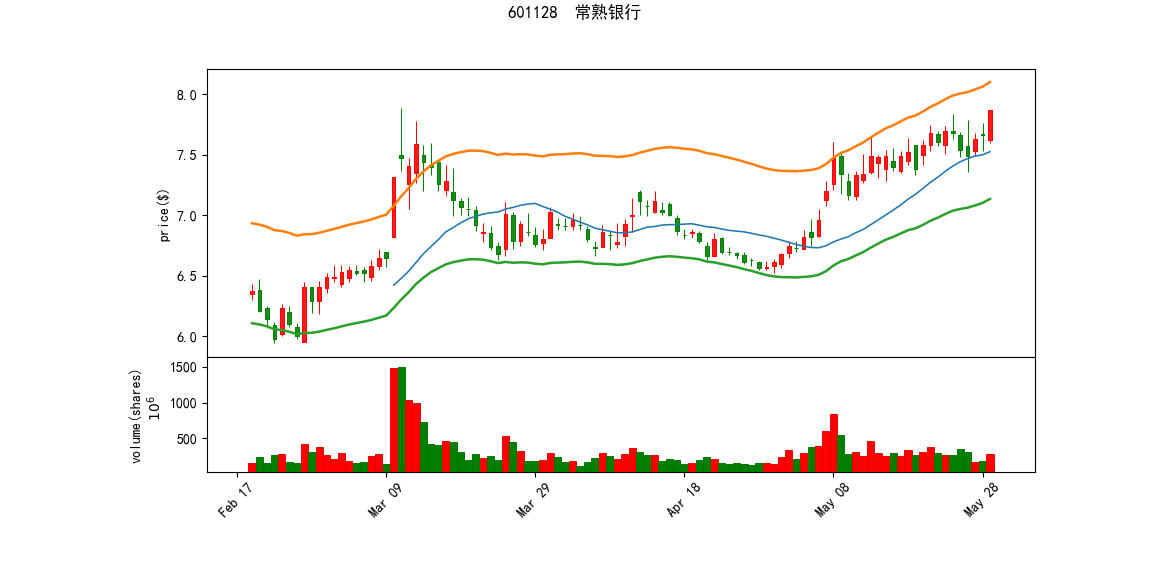 601128 常熟银行
price($)
8.0
7.5
7.0
6.5
6.0
volume(shares)
10^6
1500
1000
500
Feb 17
Mar 09
Mar 29
Apr 18
May 08
May 28